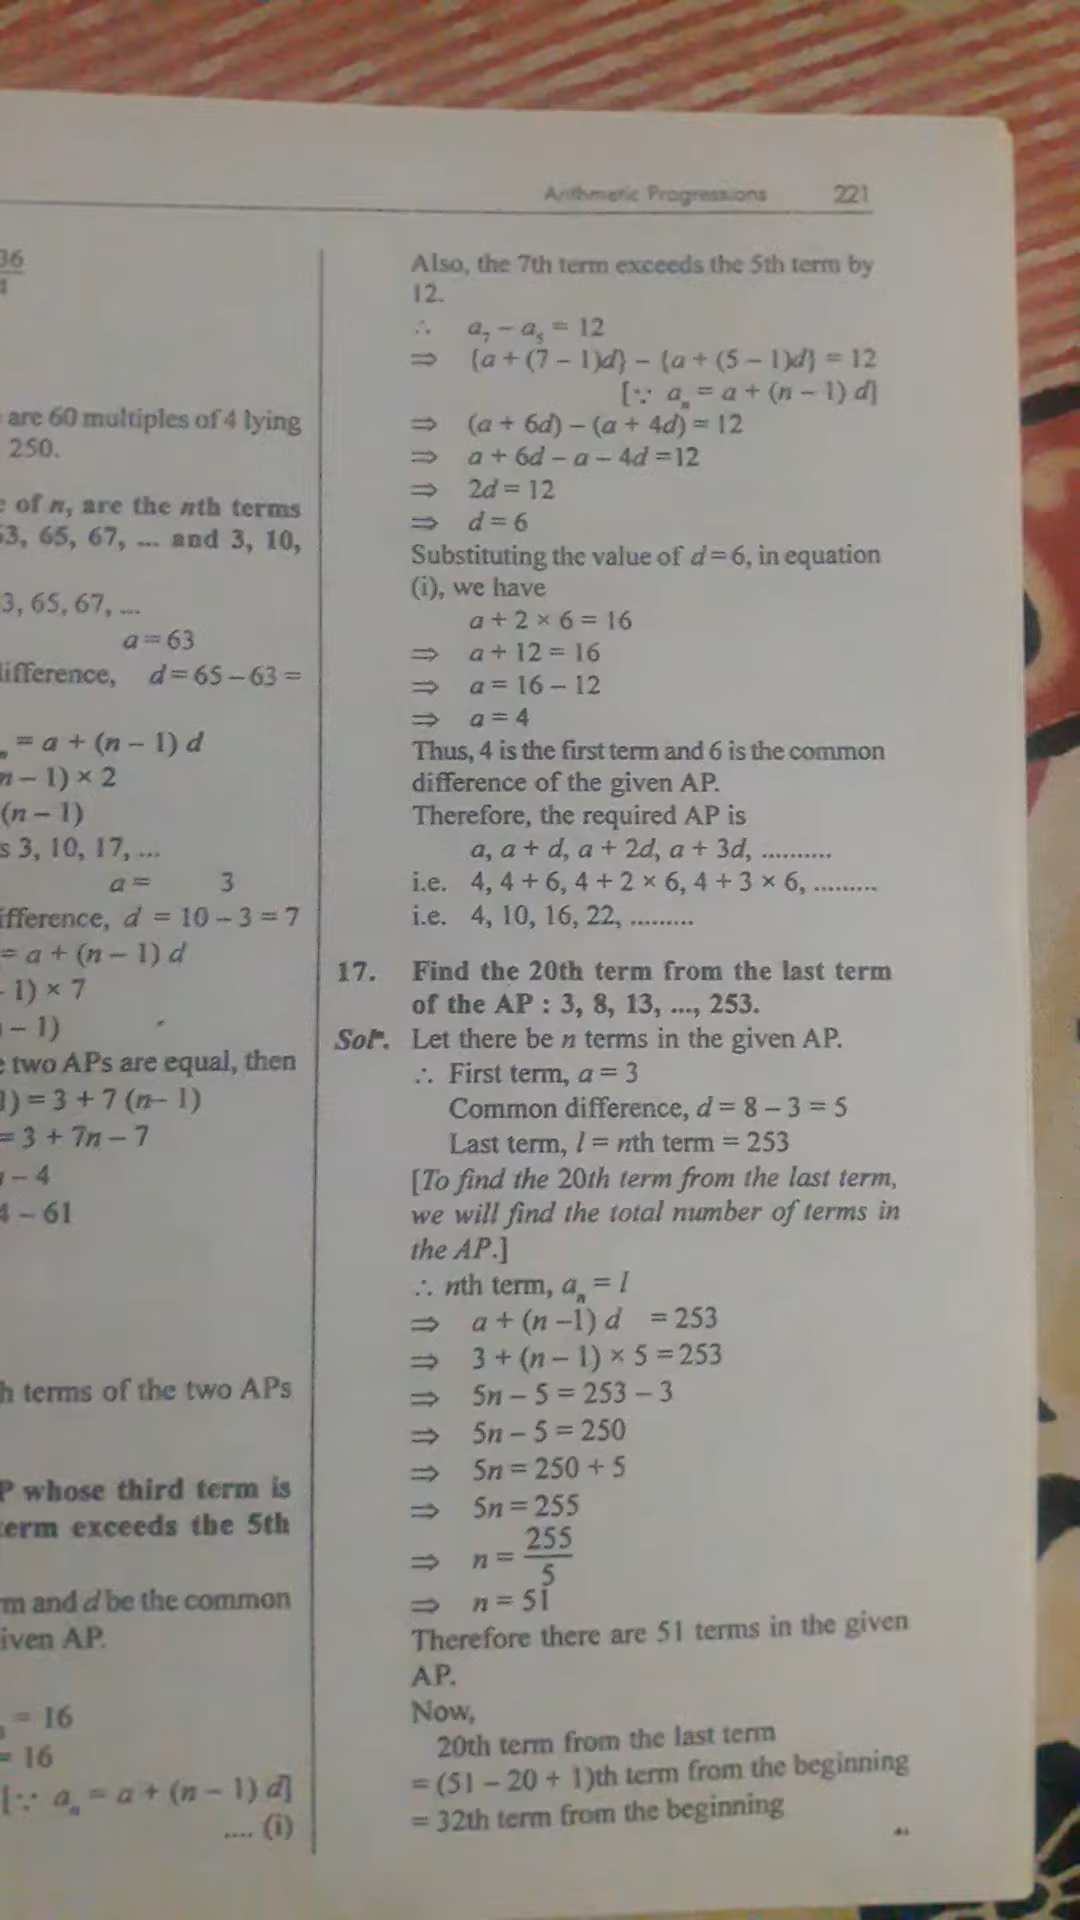 Arithmetic Progressions 221
36
are 60 multiples of 4 lying
250.
of n, are the nth terms
63, 65, 67, ... and 3, 10,
3, 65, 67, ...
a = 63
difference, d = 65 – 63 =
= a + (n – 1) d
n – 1) × 2
(n – 1)
s 3, 10, 17, ...
a = 3
ifference, d = 10 – 3 = 7
= a + (n – 1) d
– 1) × 7
– 1)
two APs are equal, then
1) = 3 + 7 (n – 1)
= 3 + 7n – 7
– 4
4 – 61
h terms of the two APs
P whose third term is
term exceeds the 5th
m and d be the common
iven AP.
= 16
= 16
[∵ aₙ = a + (n – 1) d]
.... (i)
Also, the 7th term exceeds the 5th term by
12.
∴ a₇ – a₅ = 12
⇒ {a + (7 – 1)d} – {a + (5 – 1)d} = 12
[∵ aₙ = a + (n – 1) d]
⇒ (a + 6d) – (a + 4d) = 12
⇒ a + 6d – a – 4d = 12
⇒ 2d = 12
⇒ d = 6
Substituting the value of d = 6, in equation
(i), we have
a + 2 × 6 = 16
⇒ a + 12 = 16
⇒ a = 16 – 12
⇒ a = 4
Thus, 4 is the first term and 6 is the common
difference of the given AP.
Therefore, the required AP is
a, a + d, a + 2d, a + 3d, ..........
i.e. 4, 4 + 6, 4 + 2 × 6, 4 + 3 × 6, .........
i.e. 4, 10, 16, 22, .........
17. Find the 20th term from the last term
of the AP : 3, 8, 13, ..., 253.
Solⁿ. Let there be n terms in the given AP.
∴ First term, a = 3
Common difference, d = 8 – 3 = 5
Last term, l = nth term = 253
[To find the 20th term from the last term,
we will find the total number of terms in
the AP.]
∴ nth term, aₙ = l
⇒ a + (n –1) d = 253
⇒ 3 + (n – 1) × 5 = 253
⇒ 5n – 5 = 253 – 3
⇒ 5n – 5 = 250
⇒ 5n = 250 + 5
⇒ 5n = 255
⇒ n = 255/5
⇒ n = 51
Therefore there are 51 terms in the given
AP.
Now,
20th term from the last term
= (51 – 20 + 1)th term from the beginning
= 32th term from the beginning